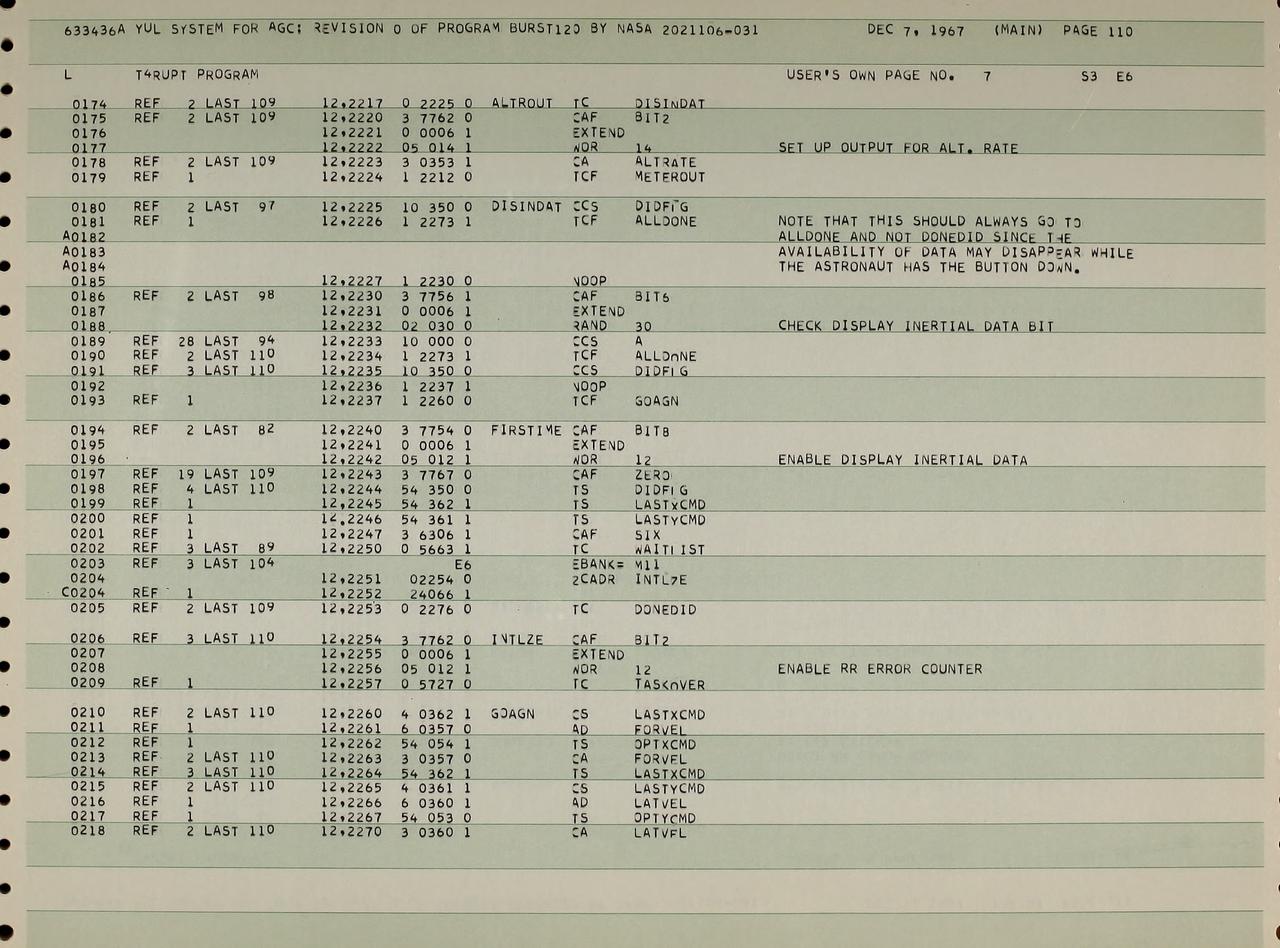 633436A YUL SYSTEM FOR AGC: REVISION 0 OF PROGRAM BURST120 BY NASA 2021106-031 DEC 7, 1967 (MAIN) PAGE 110
L T4RUPT PROGRAM USER'S OWN PAGE NO. 7 S3 E6
0174 REF 2 LAST 109 12,2217 0 2225 0 ALTROUT TC DISINDAT
0175 REF 2 LAST 109 12,2220 3 7762 0 CAF BIT2
0176 12,2221 0 0006 1 EXTEND
0177 12,2222 05 014 1 WOR 14 SET UP OUTPUT FOR ALT. RATE
0178 REF 2 LAST 109 12,2223 3 0353 1 CA ALTRATE
0179 REF 1 12,2224 1 2212 0 TCF METEROUT
0180 REF 2 LAST 97 12,2225 10 350 0 DISINDAT CCS DIDFLG
0181 REF 1 12,2226 1 2273 1 TCF ALLDONE NOTE THAT THIS SHOULD ALWAYS GO TO
A0182 ALLDONE AND NOT DONEDID SINCE THE
A0183 AVAILABILITY OF DATA MAY DISAPPEAR WHILE
A0184 THE ASTRONAUT HAS THE BUTTON DOWN.
0185 12,2227 1 2230 0 NOOP
0186 REF 2 LAST 98 12,2230 3 7756 1 CAF BIT6
0187 12,2231 0 0006 1 EXTEND
0188 12,2232 02 030 0 RAND 30 CHECK DISPLAY INERTIAL DATA BIT
0189 REF 28 LAST 94 12,2233 10 000 0 CCS A
0190 REF 2 LAST 110 12,2234 1 2273 1 TCF ALLDONE
0191 REF 3 LAST 110 12,2235 10 350 0 CCS DIDFLG
0192 12,2236 1 2237 1 NOOP
0193 REF 1 12,2237 1 2260 0 TCF GOAGN
0194 REF 2 LAST 82 12,2240 3 7754 0 FIRSTIME CAF BIT8
0195 12,2241 0 0006 1 EXTEND
0196 12,2242 05 012 1 WOR 12 ENABLE DISPLAY INERTIAL DATA
0197 REF 19 LAST 109 12,2243 3 7767 0 CAF ZERO
0198 REF 4 LAST 110 12,2244 54 350 0 TS DIDFLG
0199 REF 1 12,2245 54 362 1 TS LASTXCMD
0200 REF 1 12,2246 54 361 1 TS LASTYCMD
0201 REF 1 12,2247 3 6306 1 CAF SIX
0202 REF 3 LAST 89 12,2250 0 5663 1 TC WAITLIST
0203 REF 3 LAST 104 E6 EBANK= M11
0204 12,2251 02254 0 2CADR INTLZE
C0204 REF 1 12,2252 24066 1
0205 REF 2 LAST 109 12,2253 0 2276 0 TC DONEDID
0206 REF 3 LAST 110 12,2254 3 7762 0 INTLZE CAF BIT2
0207 12,2255 0 0006 1 EXTEND
0208 12,2256 05 012 1 WOR 12 ENABLE RR ERROR COUNTER
0209 REF 1 12,2257 0 5727 0 TC TASKOVER
0210 REF 2 LAST 110 12,2260 4 0362 1 GOAGN CS LASTXCMD
0211 REF 1 12,2261 6 0357 0 AD FORVEL
0212 REF 1 12,2262 54 054 1 TS OPTXCMD
0213 REF 2 LAST 110 12,2263 3 0357 0 CA FORVEL
0214 REF 3 LAST 110 12,2264 54 362 1 TS LASTXCMD
0215 REF 2 LAST 110 12,2265 4 0361 1 CS LASTYCMD
0216 REF 1 12,2266 6 0360 1 AD LATVEL
0217 REF 1 12,2267 54 053 0 TS OPTYCMD
0218 REF 2 LAST 110 12,2270 3 0360 1 CA LATVEL